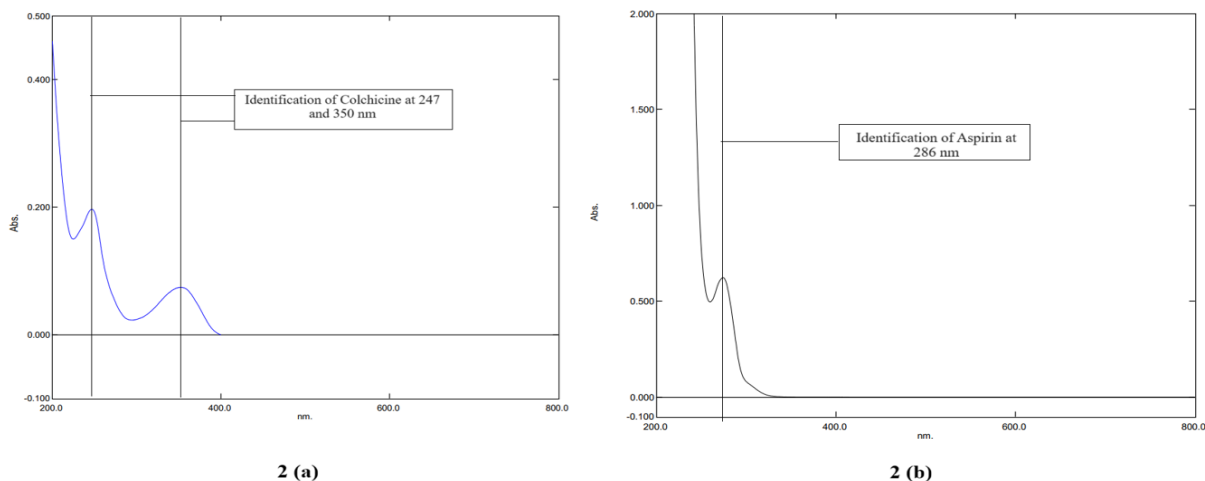 0.500
0.400
0.200
0.000
-0.100
Abs.
200.0
400.0
600.0
800.0
nm.
Identification of Colchicine at 247
and 350 nm
2 (a)
2.000
1.500
1.000
0.500
0.000
-0.100
Abs.
200.0
400.0
600.0
800.0
nm.
Identification of Aspirin at
286 nm
2 (b)